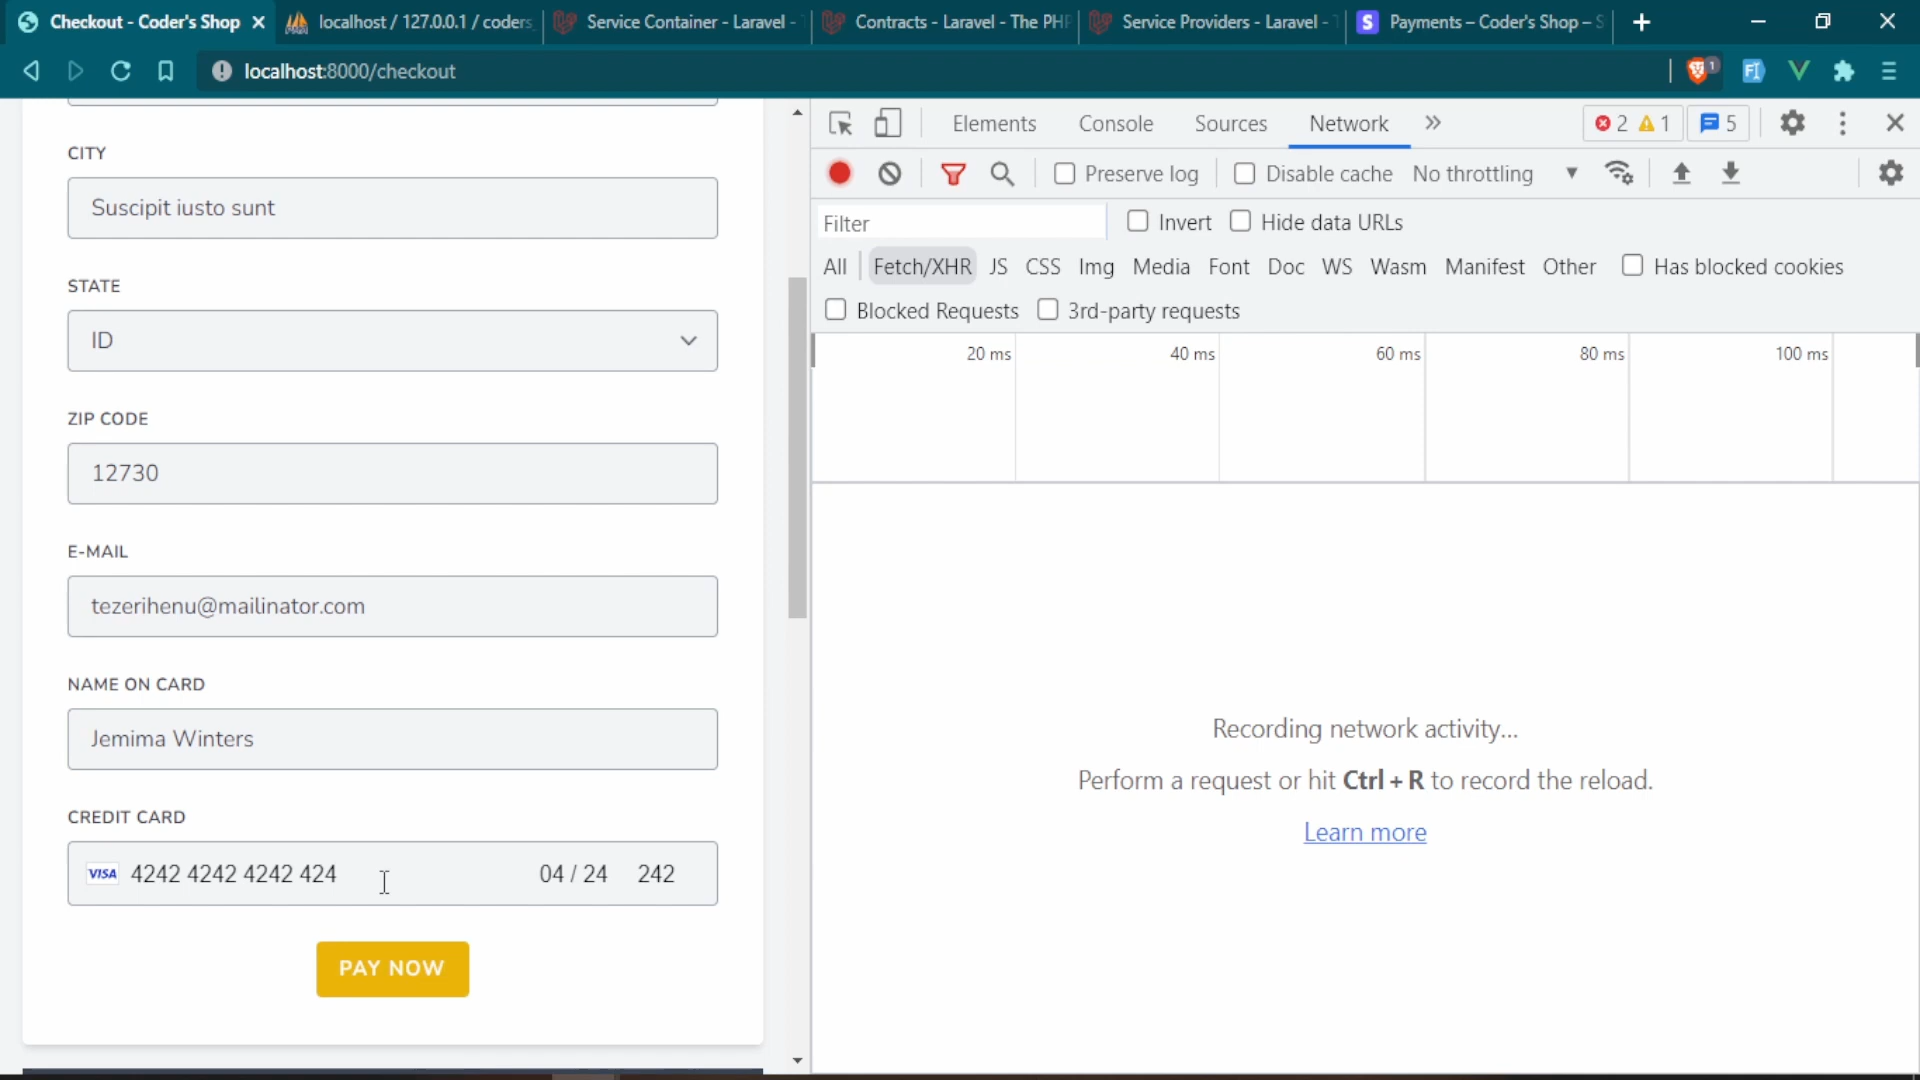 Checkout - Coder's Shop
localhost / 127.0.0.1 / coders
Service Container - Laravel -
Contracts - Laravel - The PHP
Service Providers - Laravel - T
Payments – Coder's Shop – S
localhost:8000/checkout
1
CITY
Suscipit iusto sunt
STATE
ID
ZIP CODE
12730
E-MAIL
tezerihenu@mailinator.com
NAME ON CARD
Jemima Winters
CREDIT CARD
VISA 4242 4242 4242 424 04 / 24 242
PAY NOW
Elements Console Sources Network 2 1 5
Preserve log Disable cache No throttling
Filter Invert Hide data URLs
All Fetch/XHR JS CSS Img Media Font Doc WS Wasm Manifest Other Has blocked cookies
Blocked Requests 3rd-party requests
20 ms 40 ms 60 ms 80 ms 100 ms
Recording network activity...
Perform a request or hit Ctrl + R to record the reload.
Learn more